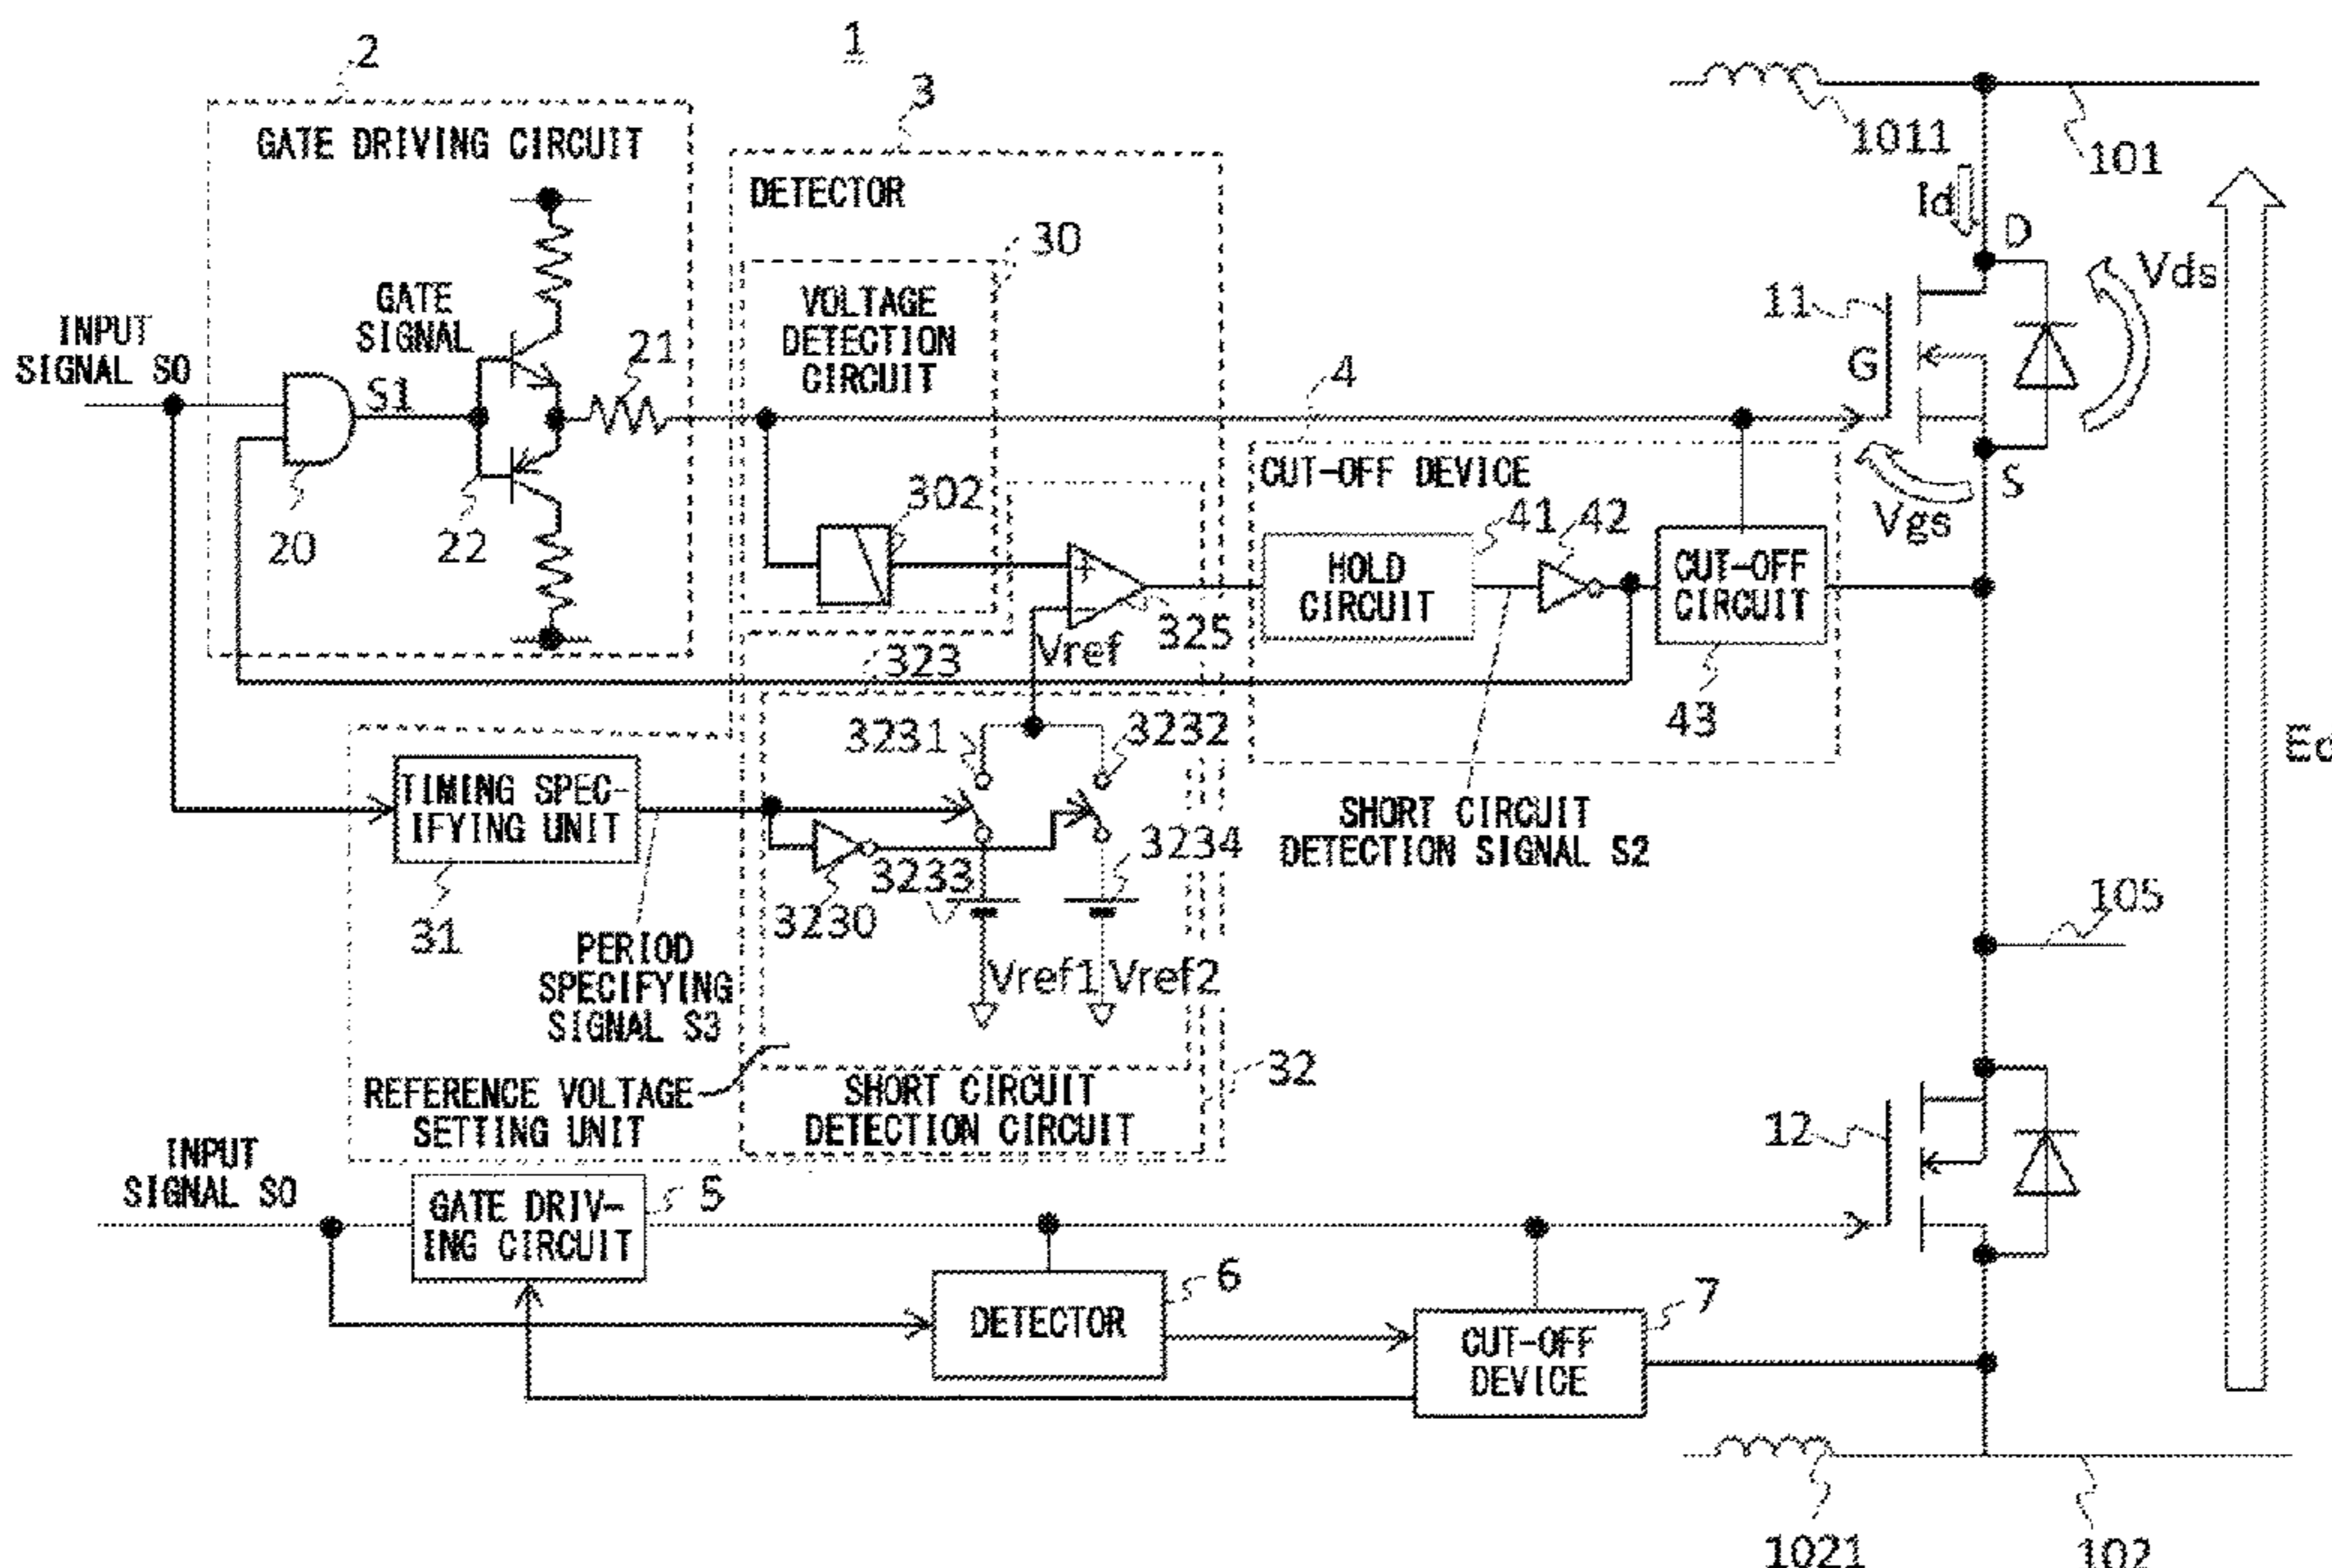 1
2
GATE DRIVING CIRCUIT
3
DETECTOR
1011
101
Id
D
Vds
30
VOLTAGE
DETECTION
CIRCUIT
GATE
SIGNAL
INPUT
SIGNAL S0
S1
21
20
22
11
G
S
Vgs
4
CUT-OFF DEVICE
302
41
42
HOLD
CIRCUIT
CUT-OFF
CIRCUIT
43
+
−
325
Vref
323
3231
3232
TIMING SPEC-
IFYING UNIT
31
3230
3233
3234
SHORT CIRCUIT
DETECTION SIGNAL S2
PERIOD
SPECIFYING
SIGNAL S3
Vref1
Vref2
105
REFERENCE VOLTAGE
SETTING UNIT
SHORT CIRCUIT
DETECTION CIRCUIT
32
12
INPUT
SIGNAL S0
GATE DRIV-
ING CIRCUIT
5
DETECTOR
6
CUT-OFF
DEVICE
7
1021
102